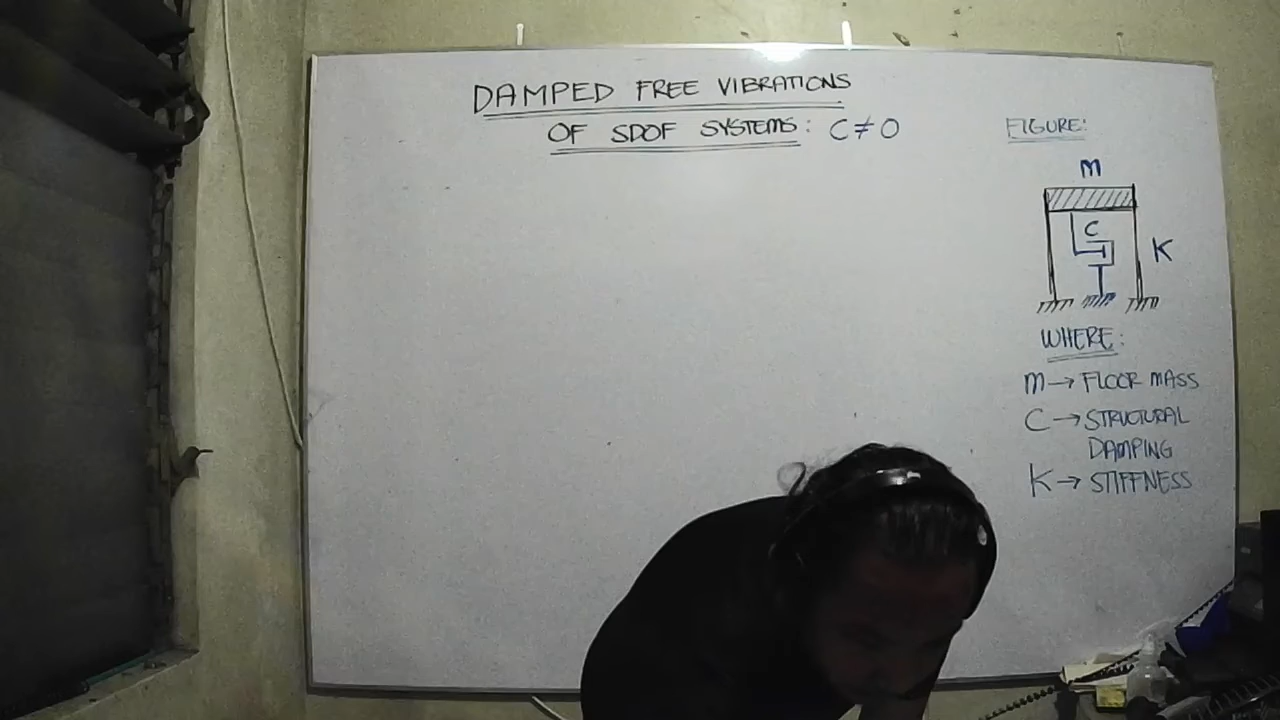 DAMPED FREE VIBRATIONS
OF SDOF SYSTEMS: C ≠ 0
FIGURE:
m
C
K
WHERE:
m → FLOOR MASS
C → STRUCTURAL
DAMPING
K → STIFFNESS